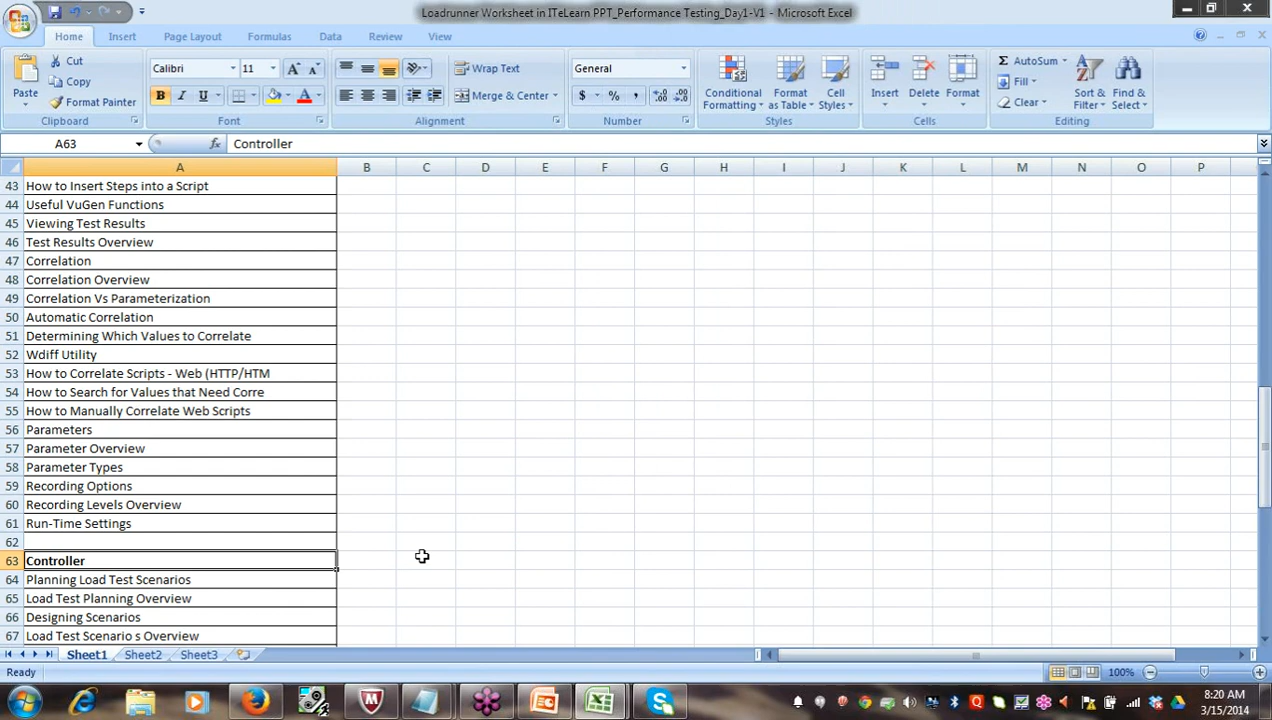 Loadrunner Worksheet in ITeLearn PPT_Performance Testing_Day1-V1 - Microsoft Excel
Home Insert Page Layout Formulas Data Review View
Paste
Cut
Copy
Format Painter
Clipboard
Calibri 11 A A
B I U A
Font
Wrap Text
Merge & Center
Alignment
General
$ % , .00 .0
Number
Conditional Formatting
Format as Table
Cell Styles
Styles
Insert Delete Format
Cells
Σ AutoSum
Fill
Clear
Sort & Filter
Find & Select
Editing
A63 fx Controller
A B C D E F G H I J K L M N O P
43 How to Insert Steps into a Script
44 Useful VuGen Functions
45 Viewing Test Results
46 Test Results Overview
47 Correlation
48 Correlation Overview
49 Correlation Vs Parameterization
50 Automatic Correlation
51 Determining Which Values to Correlate
52 Wdiff Utility
53 How to Correlate Scripts - Web (HTTP/HTM
54 How to Search for Values that Need Corre
55 How to Manually Correlate Web Scripts
56 Parameters
57 Parameter Overview
58 Parameter Types
59 Recording Options
60 Recording Levels Overview
61 Run-Time Settings
62
63 Controller
64 Planning Load Test Scenarios
65 Load Test Planning Overview
66 Designing Scenarios
67 Load Test Scenario s Overview
Sheet1 Sheet2 Sheet3
Ready 100%
8:20 AM
3/15/2014